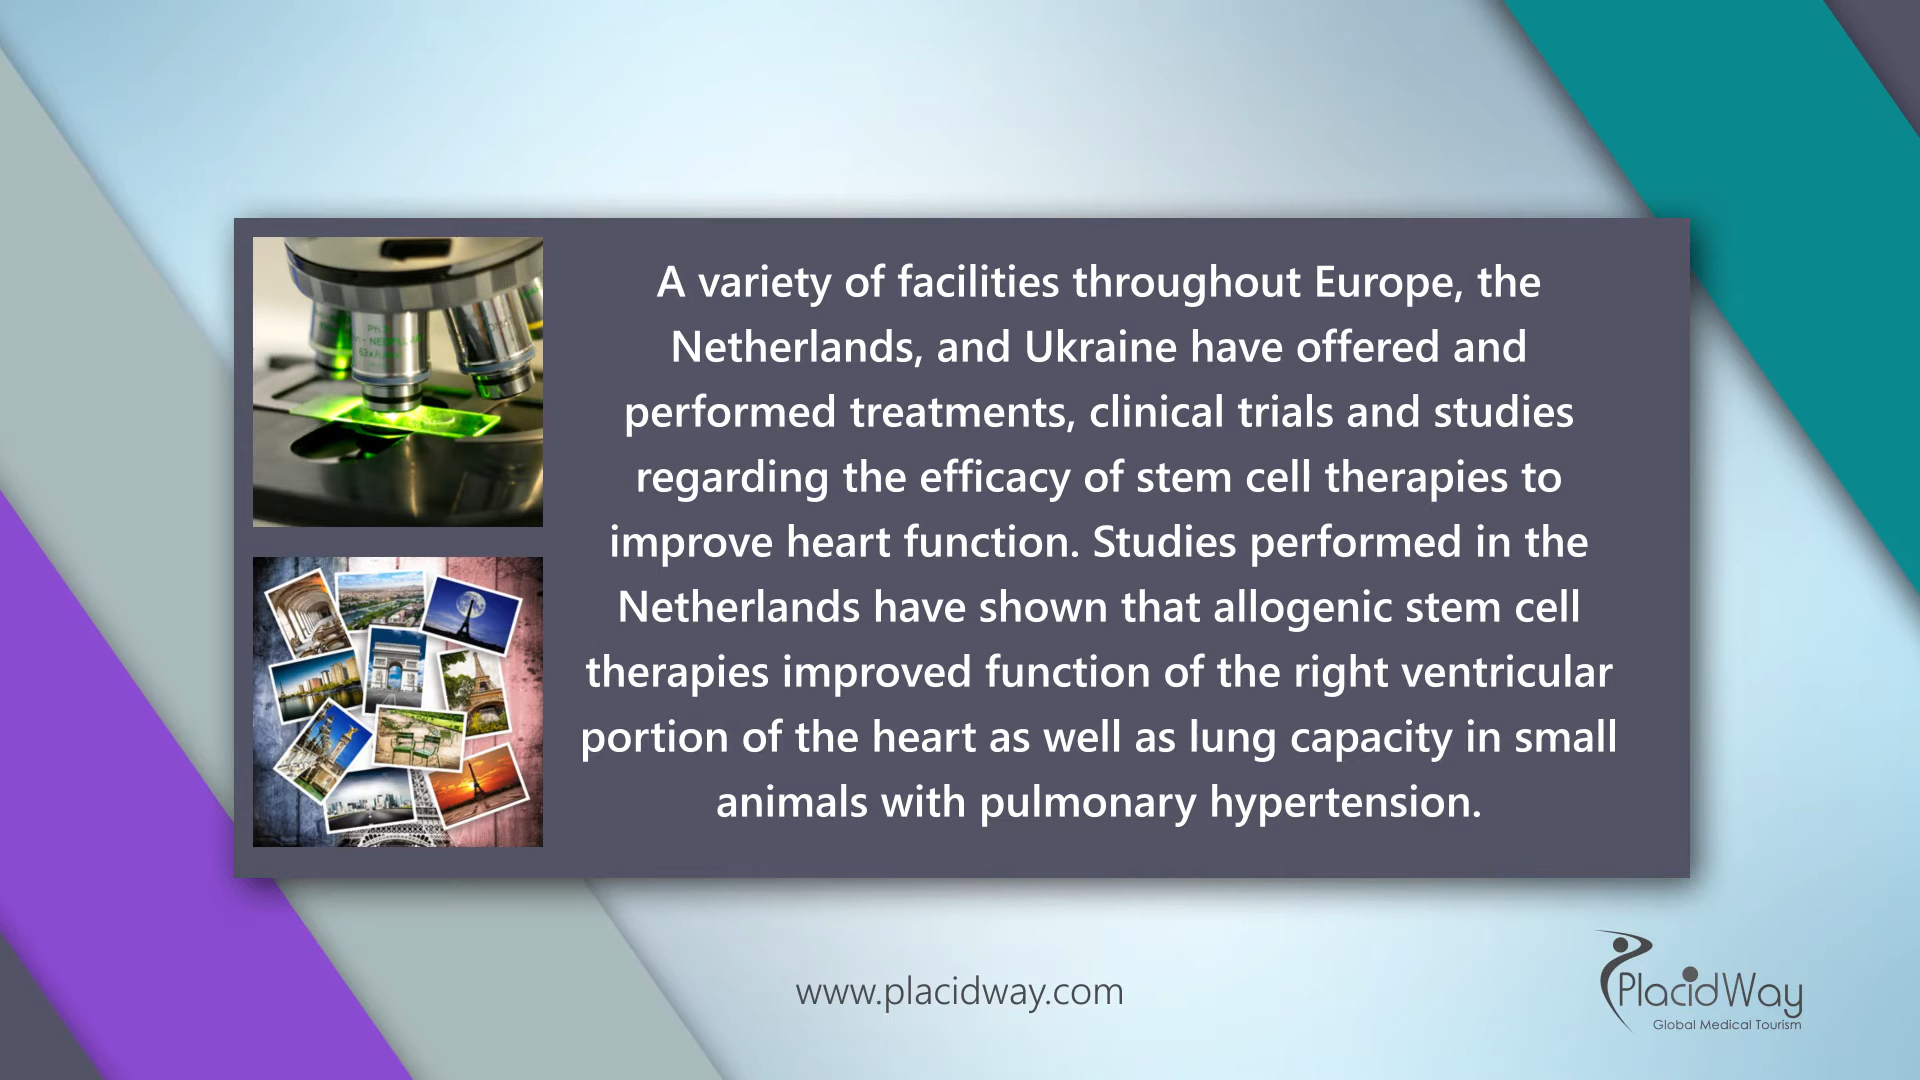 A variety of facilities throughout Europe, the
Netherlands, and Ukraine have offered and
performed treatments, clinical trials and studies
regarding the efficacy of stem cell therapies to
improve heart function. Studies performed in the
Netherlands have shown that allogenic stem cell
therapies improved function of the right ventricular
portion of the heart as well as lung capacity in small
animals with pulmonary hypertension.
www.placidway.com
PlacidWay
Global Medical Tourism